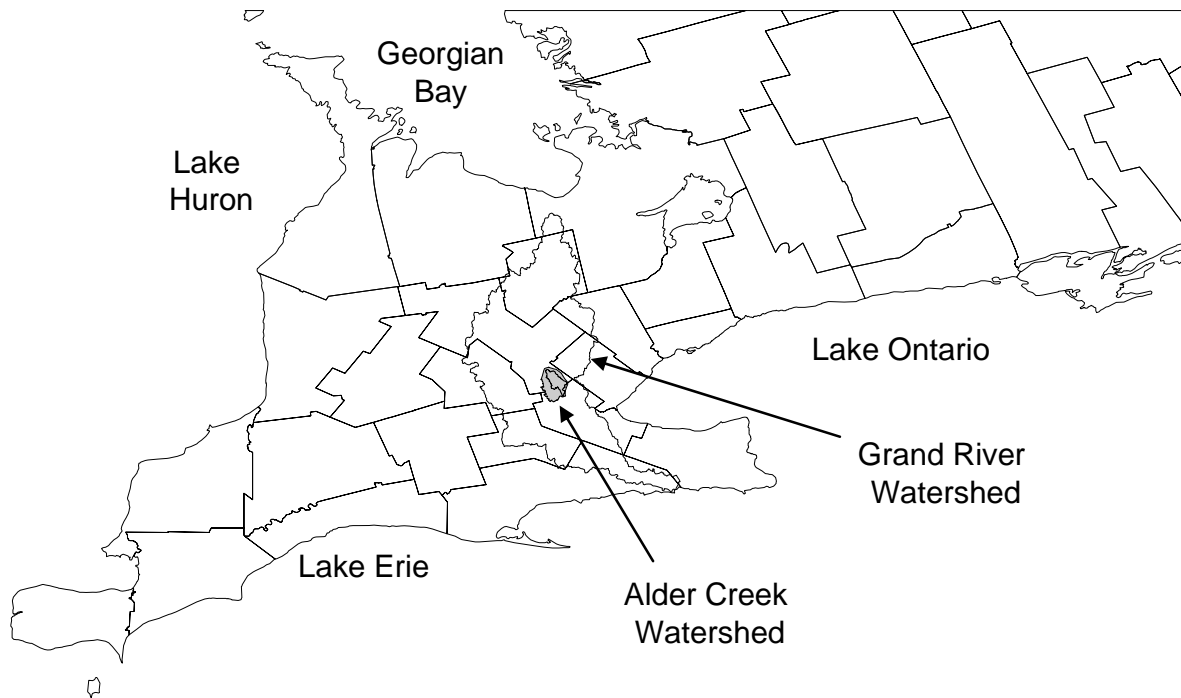 Georgian
Bay
Lake
Huron
Lake Ontario
Grand River
Watershed
Lake Erie
Alder Creek
Watershed